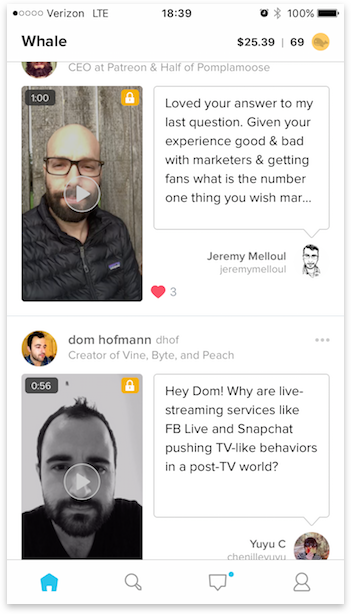 Verizon LTE 18:39 100%
Whale $25.39 | 69
CEO at Patreon & Half of Pomplamoose
1:00
Loved your answer to my
last question. Given your
experience good & bad
with marketers & getting
fans what is the number
one thing you wish mar...
Jeremy Melloul
jeremymelloul
3
dom hofmann dhof
Creator of Vine, Byte, and Peach
0:56
Hey Dom! Why are live-
streaming services like
FB Live and Snapchat
pushing TV-like behaviors
in a post-TV world?
Yuyu C
chenilleyuyu